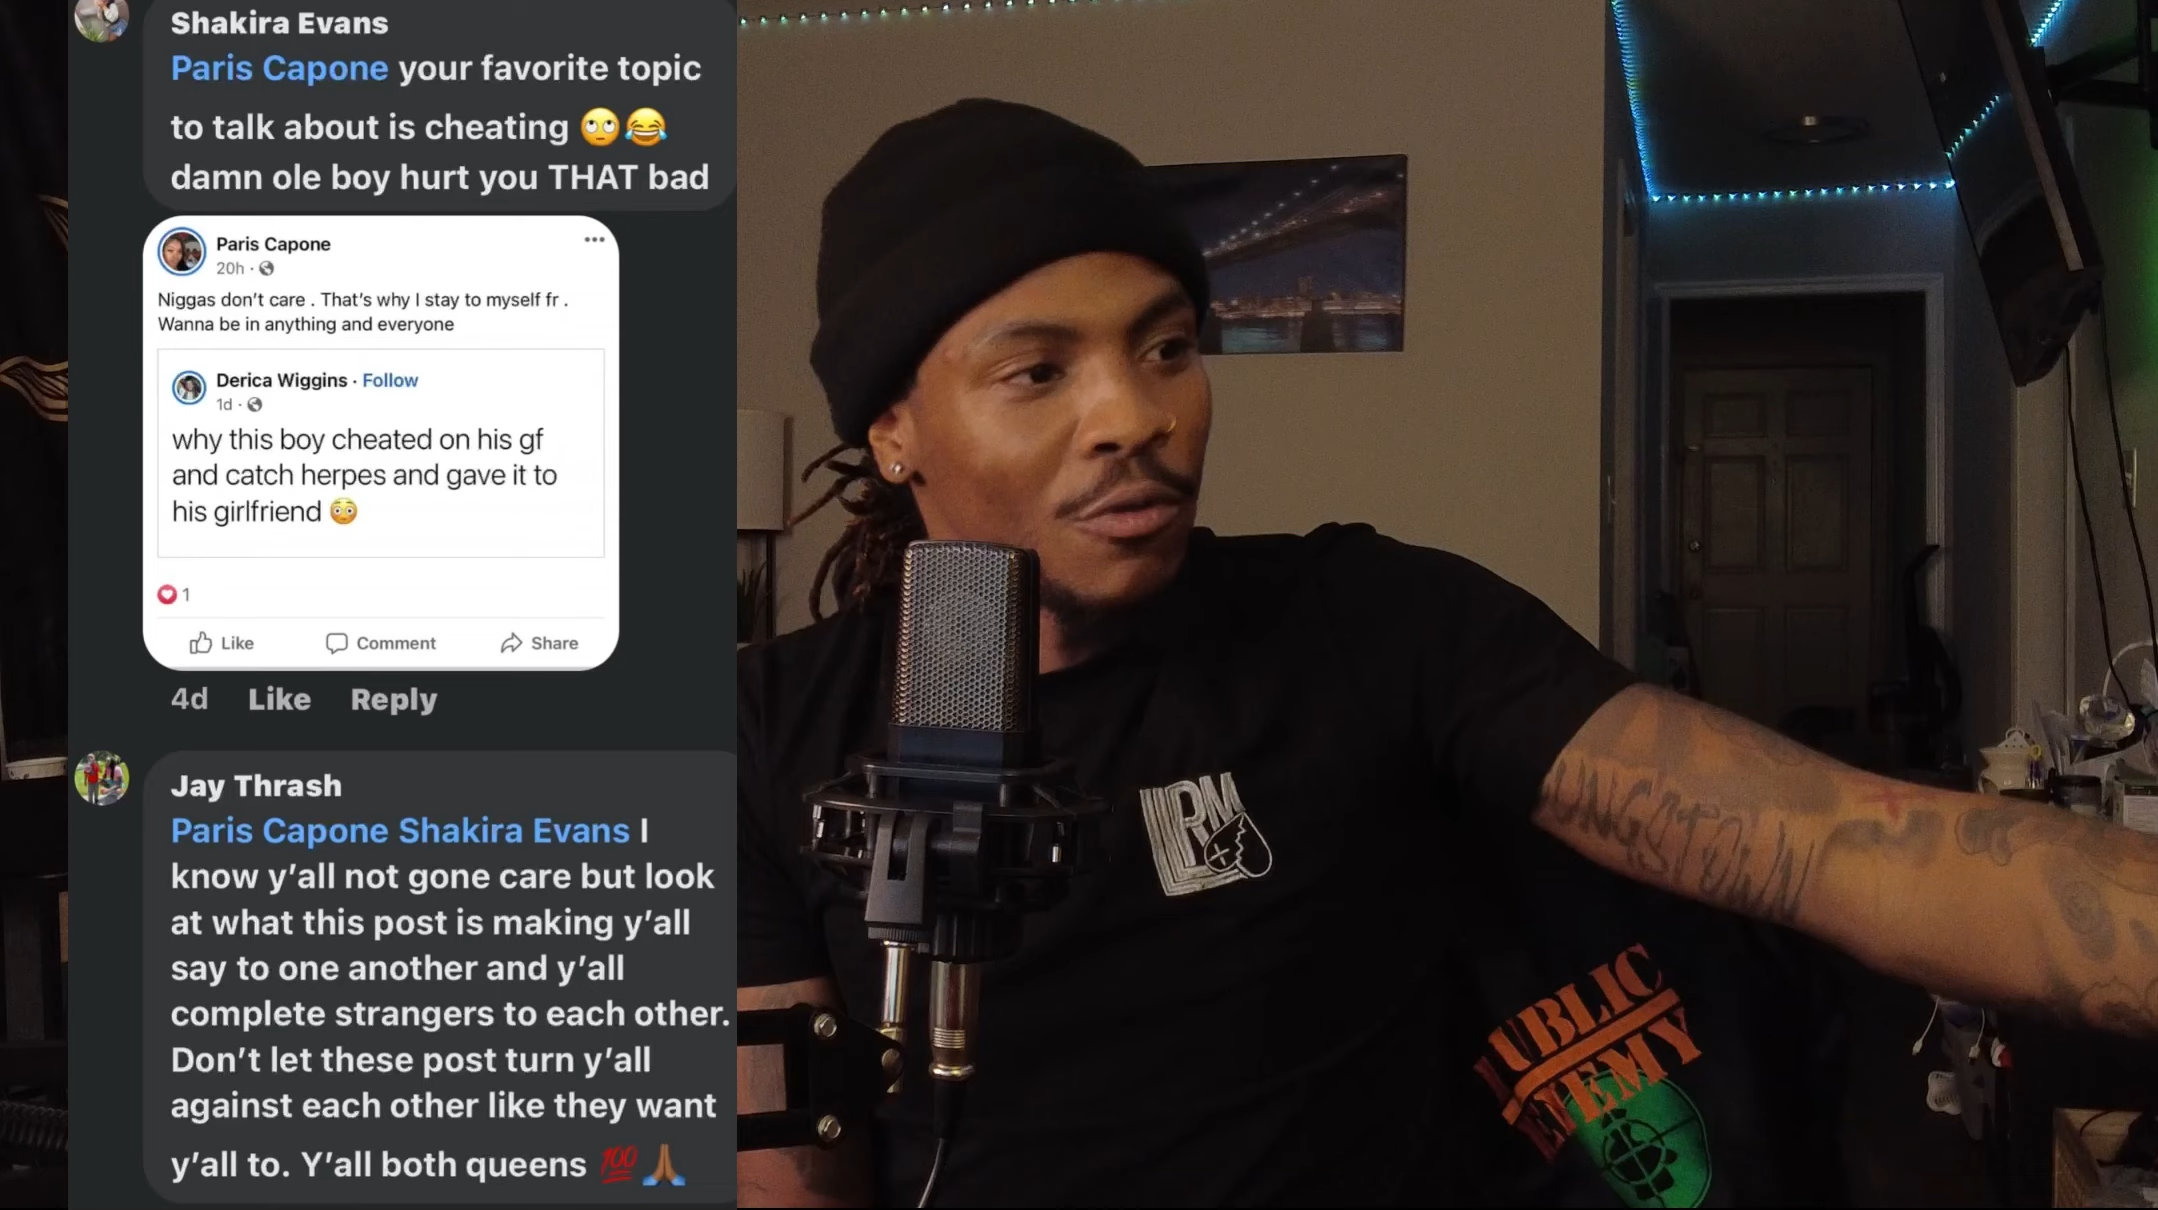 Shakira Evans
Paris Capone your favorite topic
to talk about is cheating 🙄😂
damn ole boy hurt you THAT bad
Paris Capone
20h ·
Niggas don't care . That's why I stay to myself fr .
Wanna be in anything and everyone
Derica Wiggins · Follow
1d ·
why this boy cheated on his gf
and catch herpes and gave it to
his girlfriend 😳
1
Like Comment Share
4d Like Reply
Jay Thrash
Paris Capone Shakira Evans I
know y'all not gone care but look
at what this post is making y'all
say to one another and y'all
complete strangers to each other.
Don't let these post turn y'all
against each other like they want
y'all to. Y'all both queens 💯🙏🏾
LRM
UNGSTOWN
PUBLIC
ENEMY